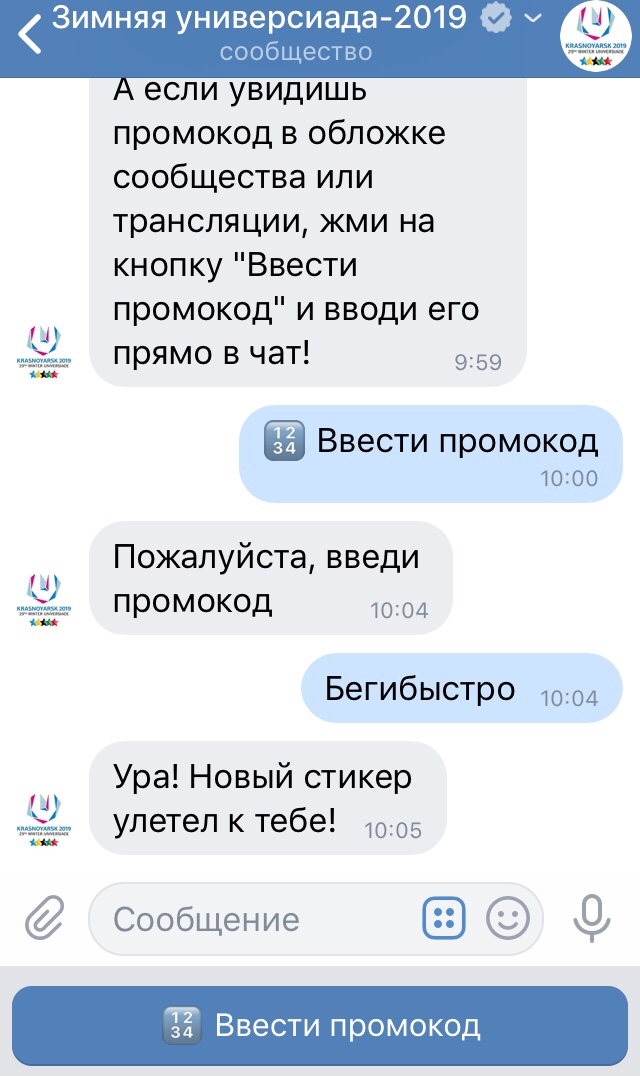 Зимняя универсиада-2019
сообщество
KRASNOYARSK 2019
29TH WINTER UNIVERSIADE
А если увидишь
промокод в обложке
сообщества или
трансляции, жми на
кнопку "Ввести
промокод" и вводи его
прямо в чат!
9:59
KRASNOYARSK 2019
29TH WINTER UNIVERSIADE
1234 Ввести промокод
10:00
Пожалуйста, введи
промокод
10:04
KRASNOYARSK 2019
29TH WINTER UNIVERSIADE
Бегибыстро 10:04
Ура! Новый стикер
улетел к тебе!
10:05
KRASNOYARSK 2019
29TH WINTER UNIVERSIADE
Сообщение
1234 Ввести промокод